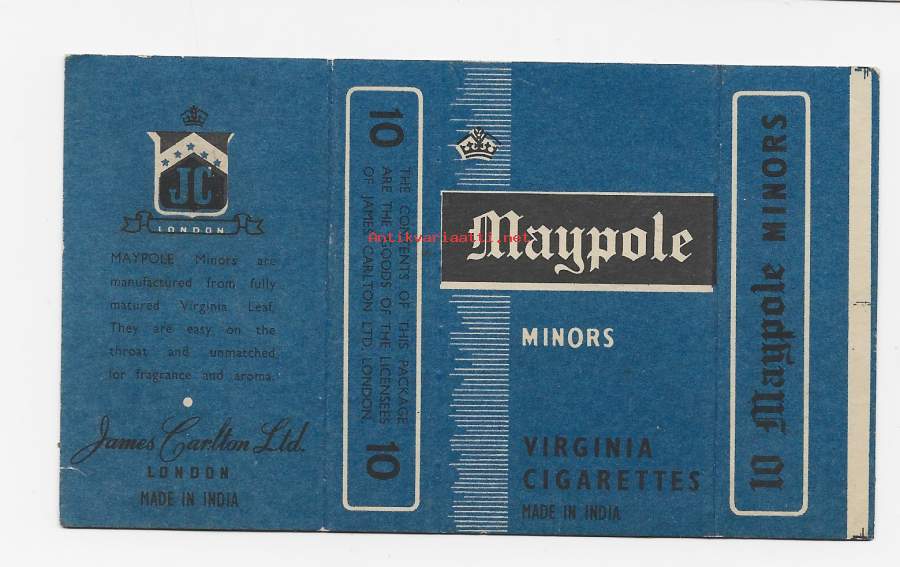 JC
LONDON
MAYPOLE Minors are
manufactured from fully
matured Virginia Leaf.
They are easy on the
throat and unmatched
for fragrance and aroma.
James Carlton Ltd.
LONDON
MADE IN INDIA
10
THE CONTENTS OF THIS PACKAGE
ARE THE GOODS OF THE LICENSEES
OF JAMES CARLTON LTD. LONDON.
10
Antikvariaatti.net
Maypole
MINORS
VIRGINIA
CIGARETTES
MADE IN INDIA
10 Maypole MINORS